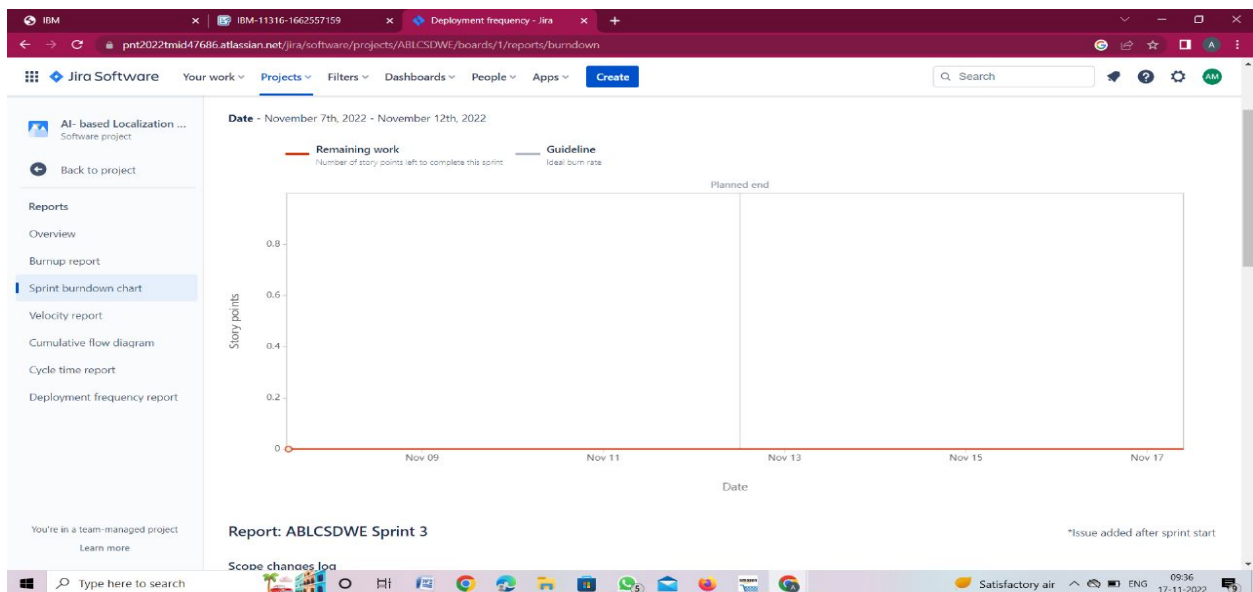 IBM
IBM-11316-1662557159
Deployment frequency - Jira
pnt2022tmid47686.atlassian.net/jira/software/projects/ABLCSDWE/boards/1/reports/burndown
A
Jira Software
Your work
Projects
Filters
Dashboards
People
Apps
Create
Search
AM
AI- based Localization ...
Software project
Back to project
Reports
Overview
Burnup report
Sprint burndown chart
Velocity report
Cumulative flow diagram
Cycle time report
Deployment frequency report
You're in a team-managed project
Learn more
Date - November 7th, 2022 - November 12th, 2022
Remaining work
Number of story points left to complete this sprint
Guideline
Ideal burn rate
Planned end
Story points
0.8
0.6
0.4
0.2
0
Nov 09
Nov 11
Nov 13
Nov 15
Nov 17
Date
Report: ABLCSDWE Sprint 3
*Issue added after sprint start
Scope changes log
Type here to search
Satisfactory air
ENG
09:36
17-11-2022